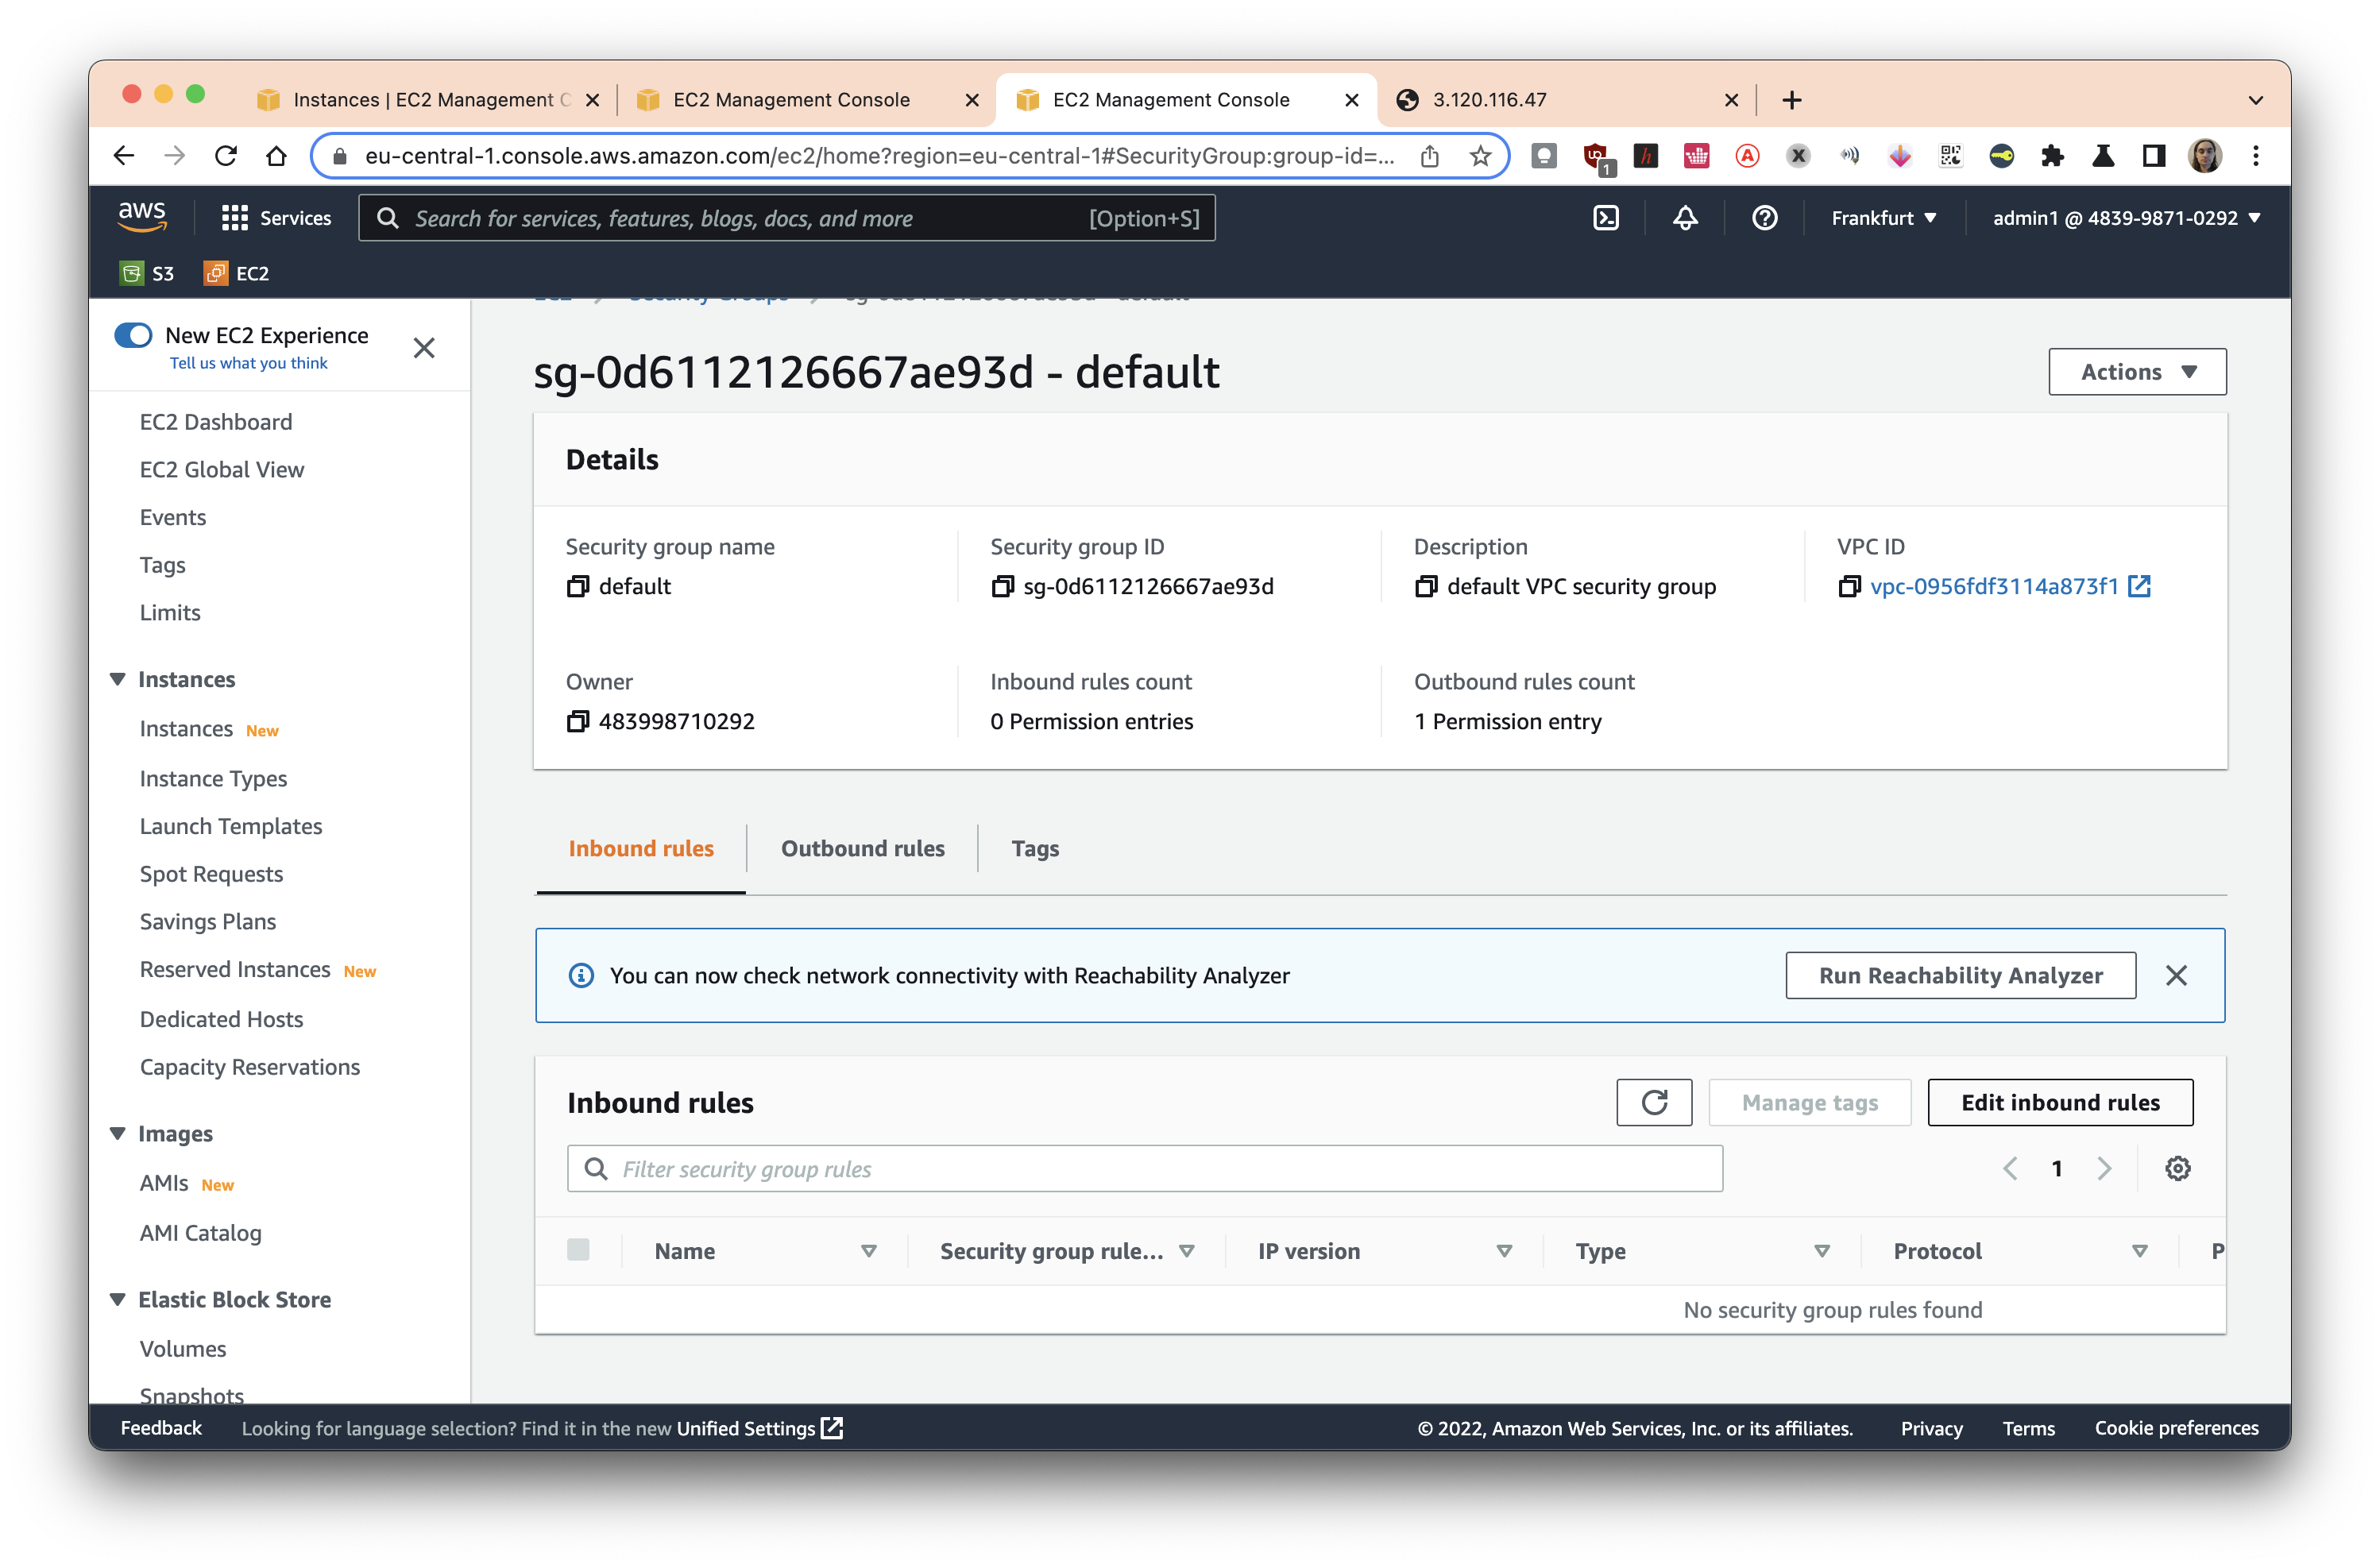 Instances | EC2 Management C
EC2 Management Console
EC2 Management Console
3.120.116.47
eu-central-1.console.aws.amazon.com/ec2/home?region=eu-central-1#SecurityGroup:group-id=...
1
aws
Services
Search for services, features, blogs, docs, and more
[Option+S]
Frankfurt
admin1 @ 4839-9871-0292
S3
EC2
New EC2 Experience
Tell us what you think
EC2 Dashboard
EC2 Global View
Events
Tags
Limits
Instances
Instances New
Instance Types
Launch Templates
Spot Requests
Savings Plans
Reserved Instances New
Dedicated Hosts
Capacity Reservations
Images
AMIs New
AMI Catalog
Elastic Block Store
Volumes
Snapshots
EC2 Security Groups sg-0d6112126667ae93d - default
sg-0d6112126667ae93d - default
Actions
Details
Security group name
default
Security group ID
sg-0d6112126667ae93d
Description
default VPC security group
VPC ID
vpc-0956fdf3114a873f1
Owner
483998710292
Inbound rules count
0 Permission entries
Outbound rules count
1 Permission entry
Inbound rules
Outbound rules
Tags
You can now check network connectivity with Reachability Analyzer
Run Reachability Analyzer
Inbound rules
Manage tags
Edit inbound rules
Filter security group rules
1
Name
Security group rule...
IP version
Type
Protocol
P
No security group rules found
Feedback
Looking for language selection? Find it in the new Unified Settings
© 2022, Amazon Web Services, Inc. or its affiliates.
Privacy
Terms
Cookie preferences